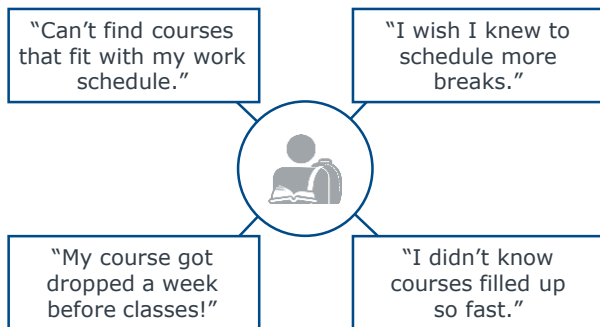 “Can’t find courses
that fit with my work
schedule.”
“I wish I knew to
schedule more
breaks.”
“My course got
dropped a week
before classes!”
“I didn’t know
courses filled up
so fast.”